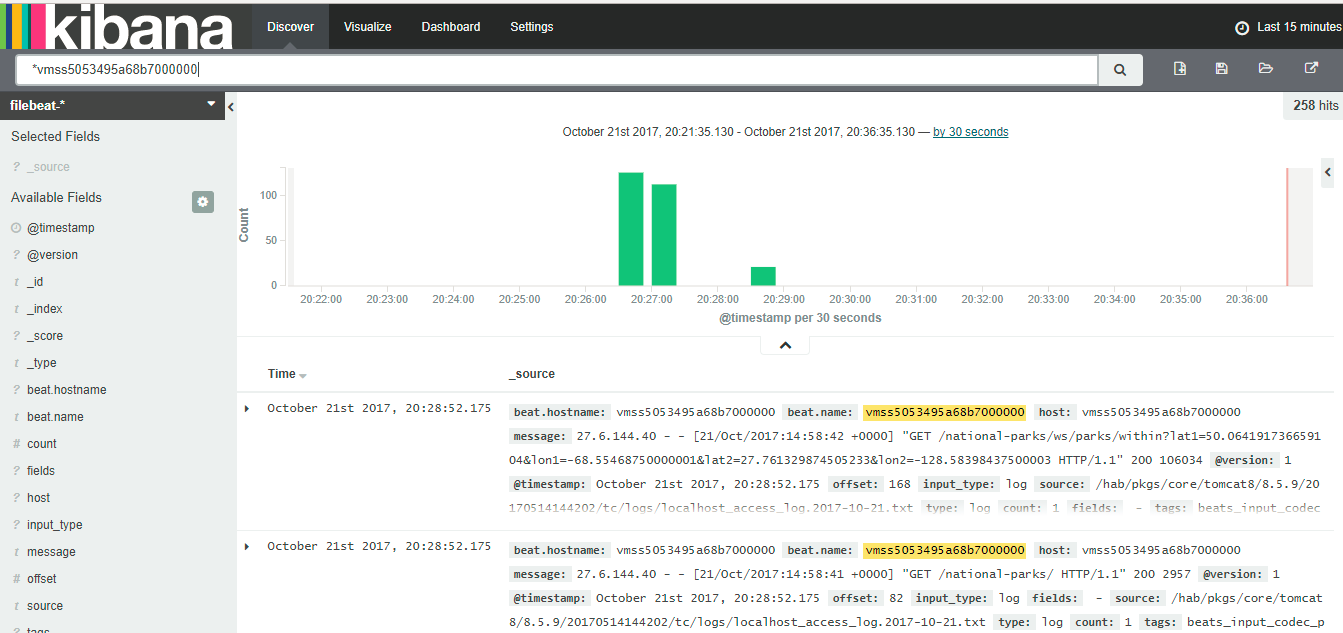 kibana Discover Visualize Dashboard Settings Last 15 minutes
*vmss5053495a68b7000000
filebeat-*
258 hits
Selected Fields
? _source
Available Fields
@timestamp
? @version
t _id
t _index
? _score
t _type
? beat.hostname
t beat.name
# count
? fields
? host
? input_type
t message
# offset
t source
? tags
October 21st 2017, 20:21:35.130 - October 21st 2017, 20:36:35.130 — by 30 seconds
Count
100
50
0
20:22:00 20:23:00 20:24:00 20:25:00 20:26:00 20:27:00 20:28:00 20:29:00 20:30:00 20:31:00 20:32:00 20:33:00 20:34:00 20:35:00 20:36:00
@timestamp per 30 seconds
Time _source
October 21st 2017, 20:28:52.175
beat.hostname: vmss5053495a68b7000000 beat.name: vmss5053495a68b7000000 host: vmss5053495a68b7000000
message: 27.6.144.40 - - [21/Oct/2017:14:58:42 +0000] "GET /national-parks/ws/parks/within?lat1=50.0641917366591
04&lon1=-68.55468750000001&lat2=27.761329874505233&lon2=-128.58398437500003 HTTP/1.1" 200 106034 @version: 1
@timestamp: October 21st 2017, 20:28:52.175 offset: 168 input_type: log source: /hab/pkgs/core/tomcat8/8.5.9/20
170514144202/tc/logs/localhost_access_log.2017-10-21.txt type: log count: 1 fields: - tags: beats_input_codec
October 21st 2017, 20:28:52.175
beat.hostname: vmss5053495a68b7000000 beat.name: vmss5053495a68b7000000 host: vmss5053495a68b7000000
message: 27.6.144.40 - - [21/Oct/2017:14:58:41 +0000] "GET /national-parks/ HTTP/1.1" 200 2957 @version: 1
@timestamp: October 21st 2017, 20:28:52.175 offset: 82 input_type: log fields: - source: /hab/pkgs/core/tomcat
8/8.5.9/20170514144202/tc/logs/localhost_access_log.2017-10-21.txt type: log count: 1 tags: beats_input_codec_p